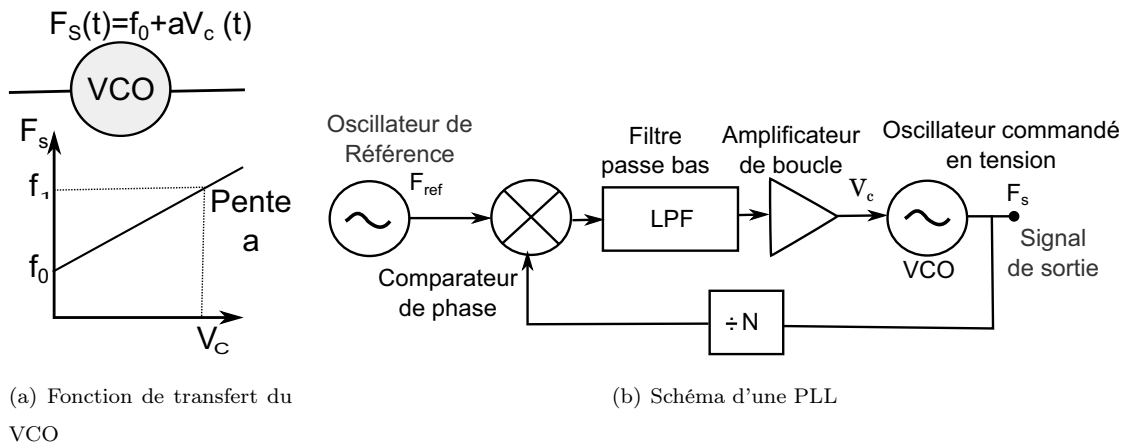 F_S(t)=f_0+aV_c (t)
VCO
F_s
f_1
f_0
Pente
a
V_C
Oscillateur de
Référence
F_ref
Comparateur
de phase
Filtre
passe bas
LPF
Amplificateur
de boucle
V_c
Oscillateur commandé
en tension
VCO
F_s
Signal
de sortie
÷N
(a) Fonction de transfert du
VCO
(b) Schéma d'une PLL